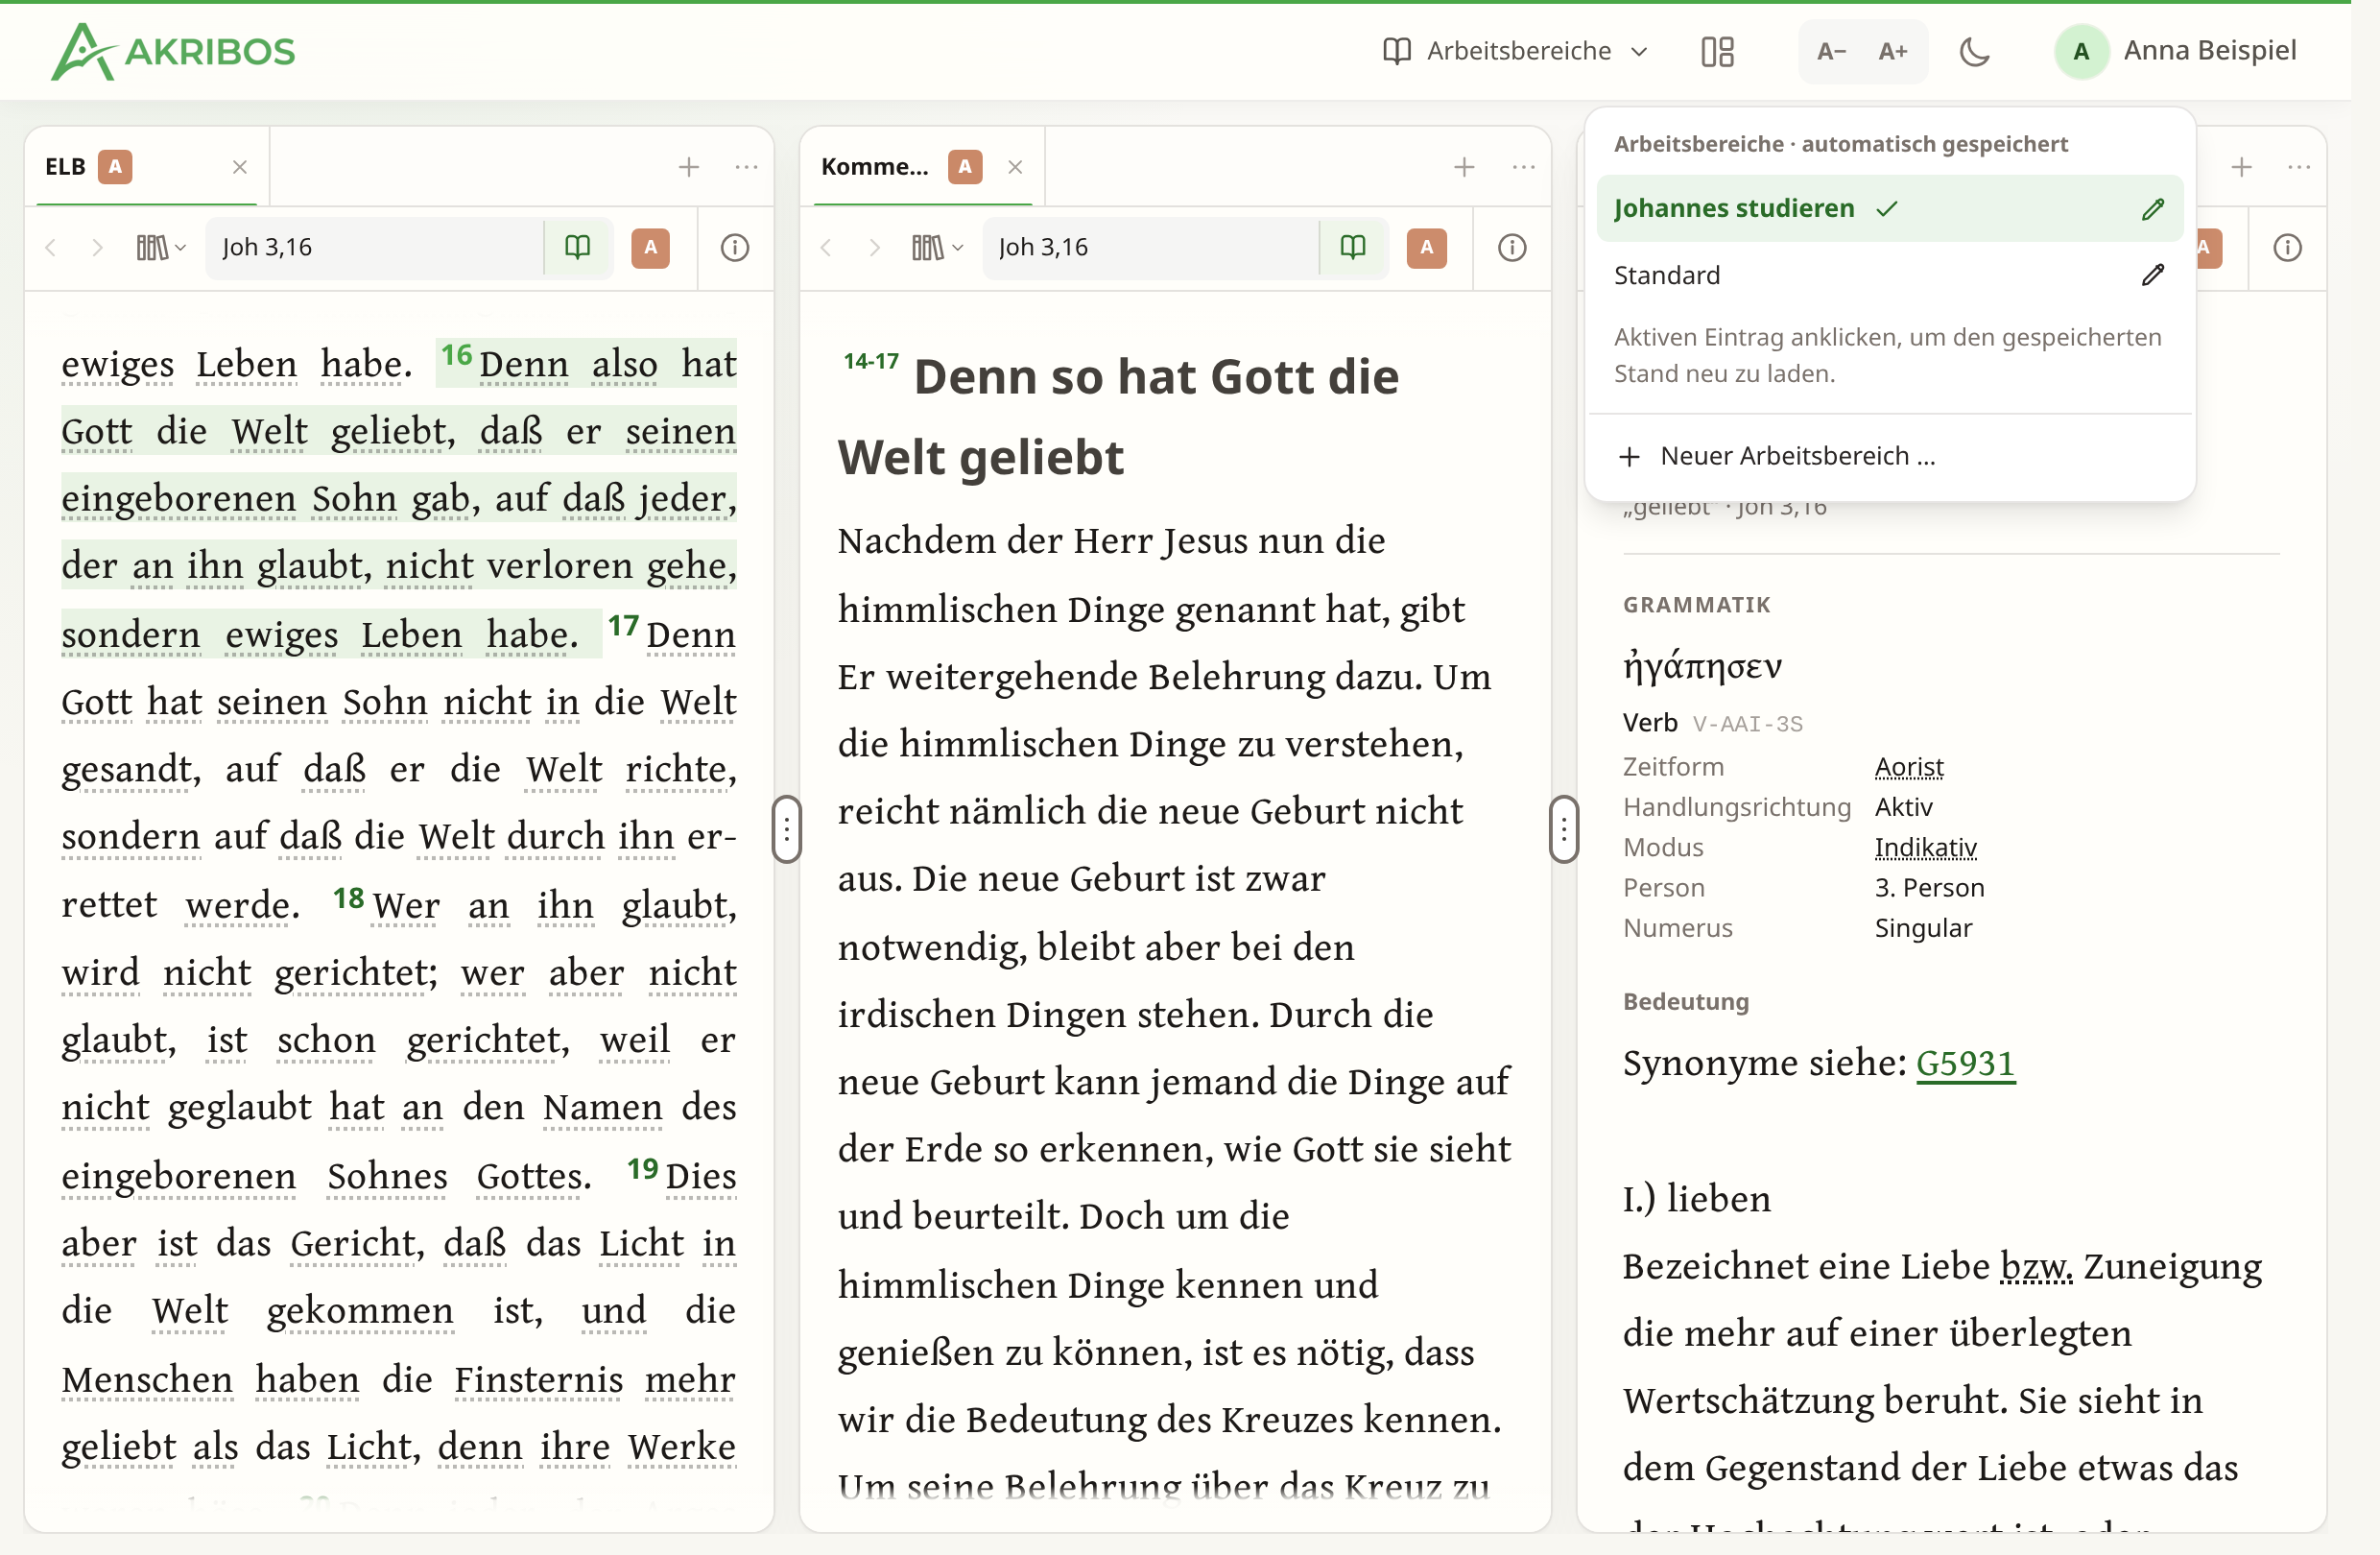 AKRIBOS
Arbeitsbereiche
A− A+
A
Anna Beispiel
ELB A
Joh 3,16
A
ewiges Leben habe. 16 Denn also hat
Gott die Welt geliebt, daß er seinen
eingeborenen Sohn gab, auf daß jeder,
der an ihn glaubt, nicht verloren gehe,
sondern ewiges Leben habe. 17 Denn
Gott hat seinen Sohn nicht in die Welt
gesandt, auf daß er die Welt richte,
sondern auf daß die Welt durch ihn er-
rettet werde. 18 Wer an ihn glaubt,
wird nicht gerichtet; wer aber nicht
glaubt, ist schon gerichtet, weil er
nicht geglaubt hat an den Namen des
eingeborenen Sohnes Gottes. 19 Dies
aber ist das Gericht, daß das Licht in
die Welt gekommen ist, und die
Menschen haben die Finsternis mehr
geliebt als das Licht, denn ihre Werke
20
Komme... A
Joh 3,16
A
14-17 Denn so hat Gott die
Welt geliebt
Nachdem der Herr Jesus nun die
himmlischen Dinge genannt hat, gibt
Er weitergehende Belehrung dazu. Um
die himmlischen Dinge zu verstehen,
reicht nämlich die neue Geburt nicht
aus. Die neue Geburt ist zwar
notwendig, bleibt aber bei den
irdischen Dingen stehen. Durch die
neue Geburt kann jemand die Dinge auf
der Erde so erkennen, wie Gott sie sieht
und beurteilt. Doch um die
himmlischen Dinge kennen und
genießen zu können, ist es nötig, dass
wir die Bedeutung des Kreuzes kennen.
Um seine Belehrung über das Kreuz zu
Arbeitsbereiche · automatisch gespeichert
Johannes studieren
Standard
Aktiven Eintrag anklicken, um den gespeicherten
Stand neu zu laden.
Neuer Arbeitsbereich ...
A
„geliebt“ · Joh 3,16
GRAMMATIK
ἠγάπησεν
Verb V-AAI-3S
Zeitform Aorist
Handlungsrichtung Aktiv
Modus Indikativ
Person 3. Person
Numerus Singular
Bedeutung
Synonyme siehe: G5931
I.) lieben
Bezeichnet eine Liebe bzw. Zuneigung
die mehr auf einer überlegten
Wertschätzung beruht. Sie sieht in
dem Gegenstand der Liebe etwas das